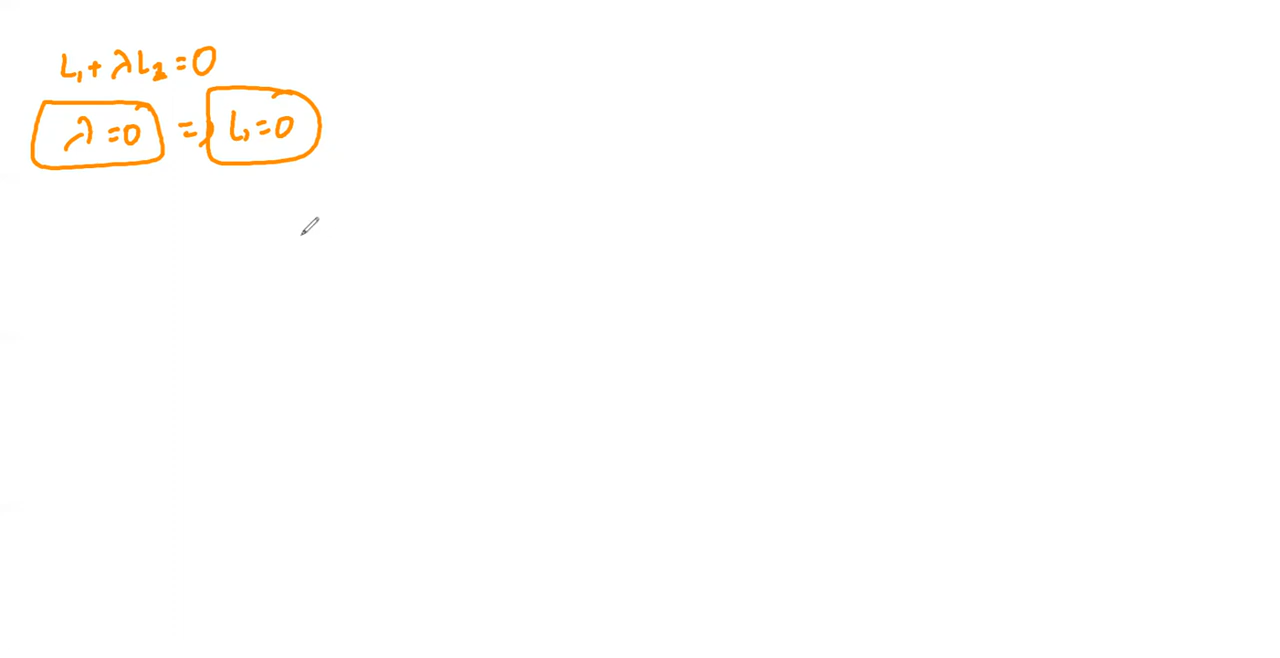 L₁ + λL₂ = 0
λ = 0 ⇒ L₁ = 0